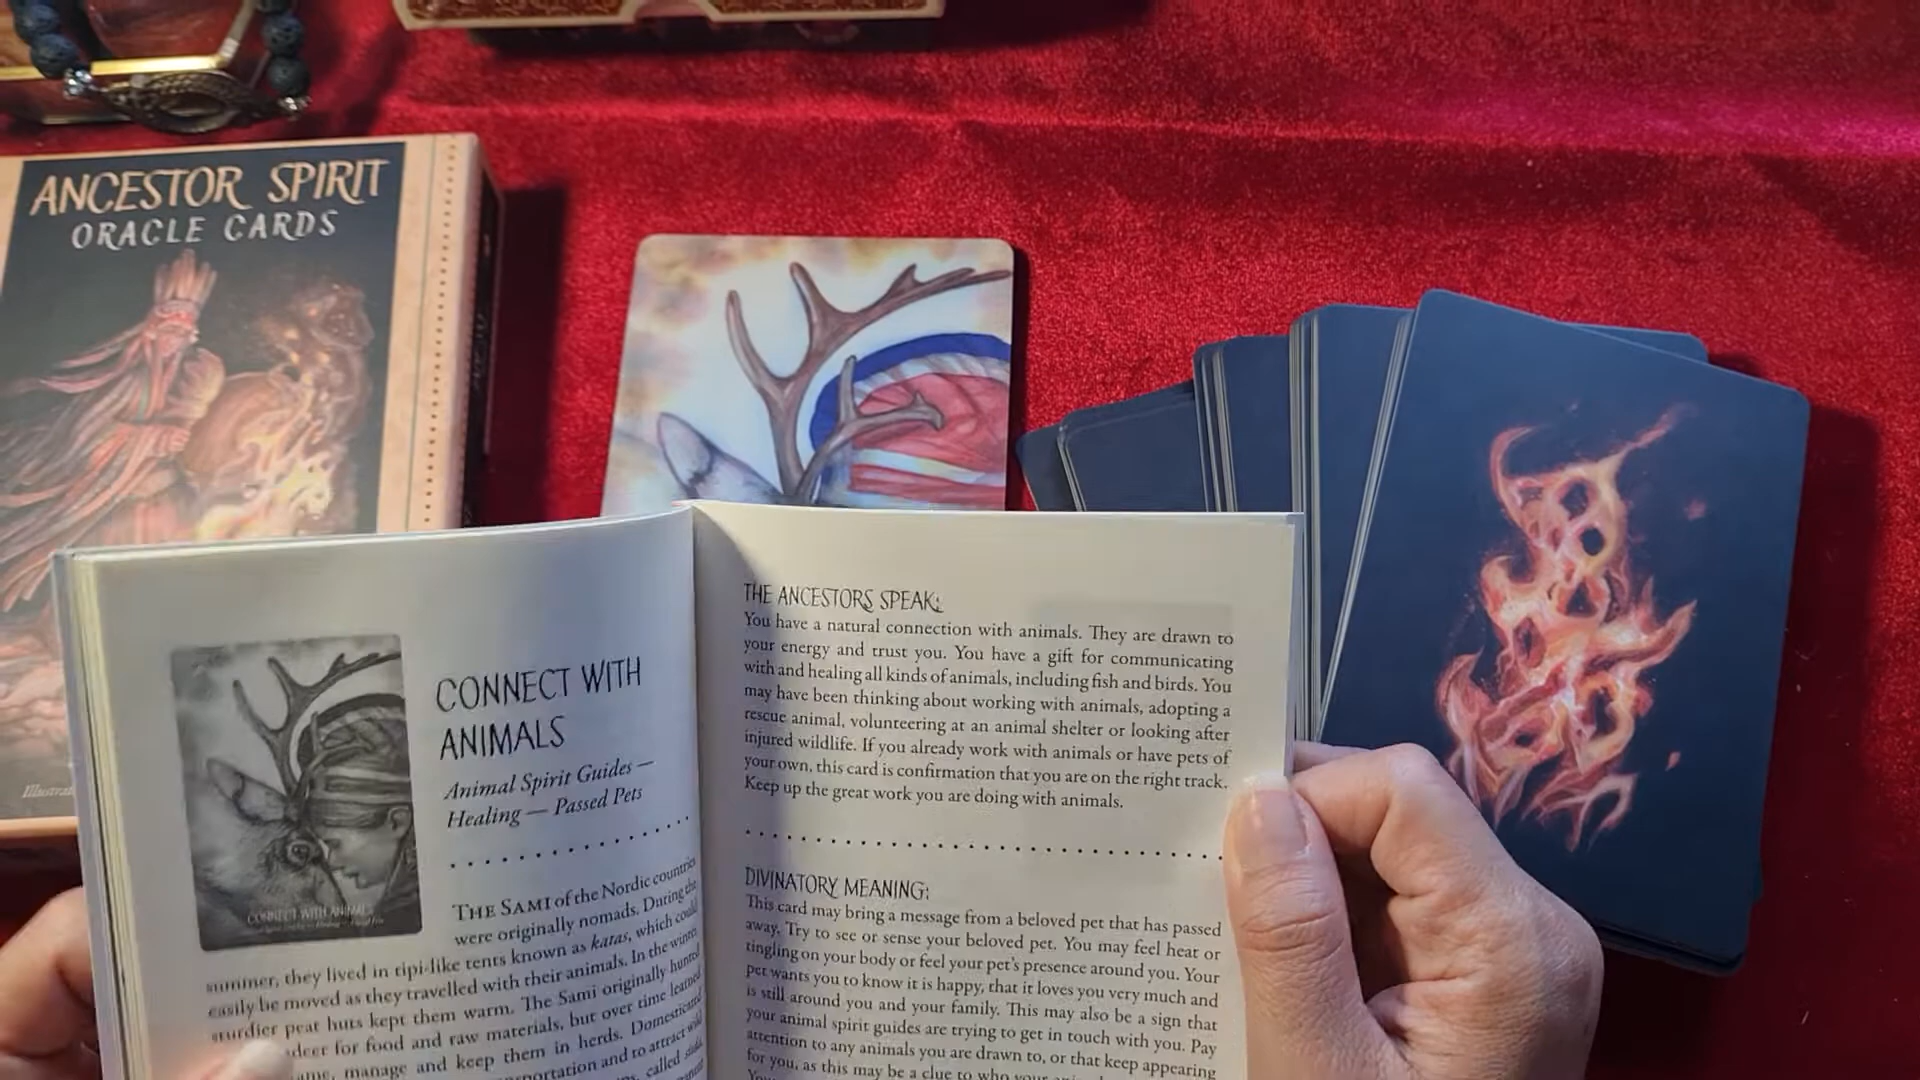 ANCESTOR SPIRIT
ORACLE CARDS
CONNECT WITH
ANIMALS
Animal Spirit Guides —
Healing — Passed Pets
CONNECT WITH ANIMALS
THE SAMI of the Nordic countries
were originally nomads. During the
summer, they lived in tipi-like tents known as katas, which could
easily be moved as they travelled with their animals. In the winter,
sturdier peat huts kept them warm. The Sami originally hunted
for food and raw materials, but over time learned
manage and keep them in herds. Domesticated
and to attract wild
called
THE ANCESTORS SPEAK:
You have a natural connection with animals. They are drawn to
your energy and trust you. You have a gift for communicating
with and healing all kinds of animals, including fish and birds. You
may have been thinking about working with animals, adopting a
rescue animal, volunteering at an animal shelter or looking after
injured wildlife. If you already work with animals or have pets of
your own, this card is confirmation that you are on the right track.
Keep up the great work you are doing with animals.
DIVINATORY MEANING:
This card may bring a message from a beloved pet that has passed
away. Try to see or sense your beloved pet. You may feel heat or
tingling on your body or feel your pet's presence around you. Your
pet wants you to know it is happy, that it loves you very much and
is still around you and your family. This may also be a sign that
your animal spirit guides are trying to get in touch with you. Pay
attention to any animals you are drawn to, or that keep appearing
for you, as this may be a clue to who your